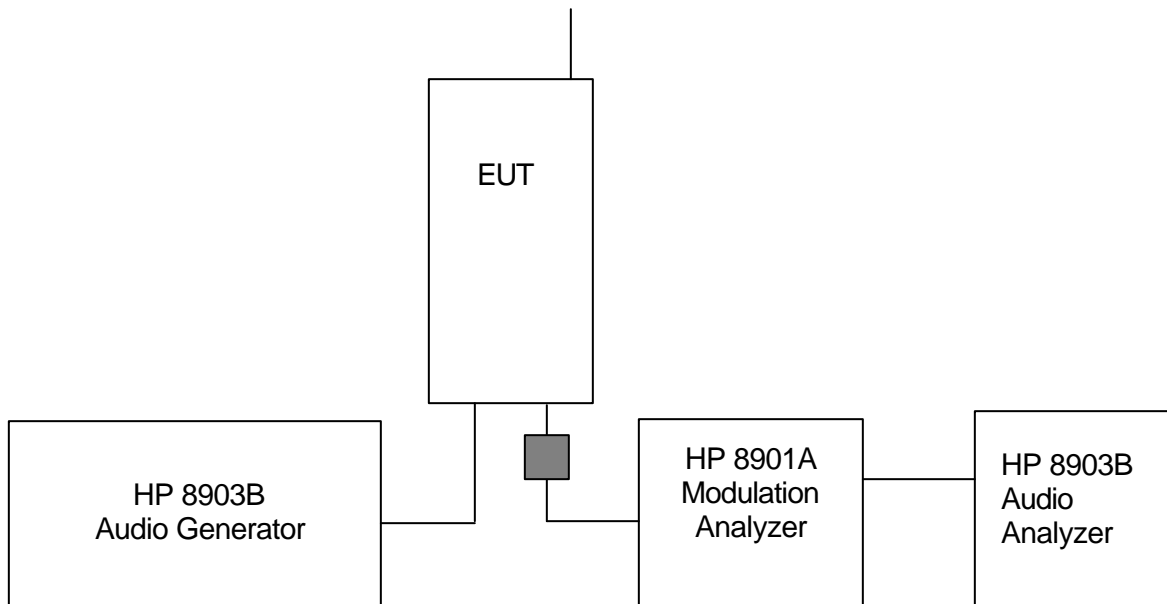 EUT
HP 8903B
Audio Generator
HP 8901A
Modulation
Analyzer
HP 8903B
Audio
Analyzer